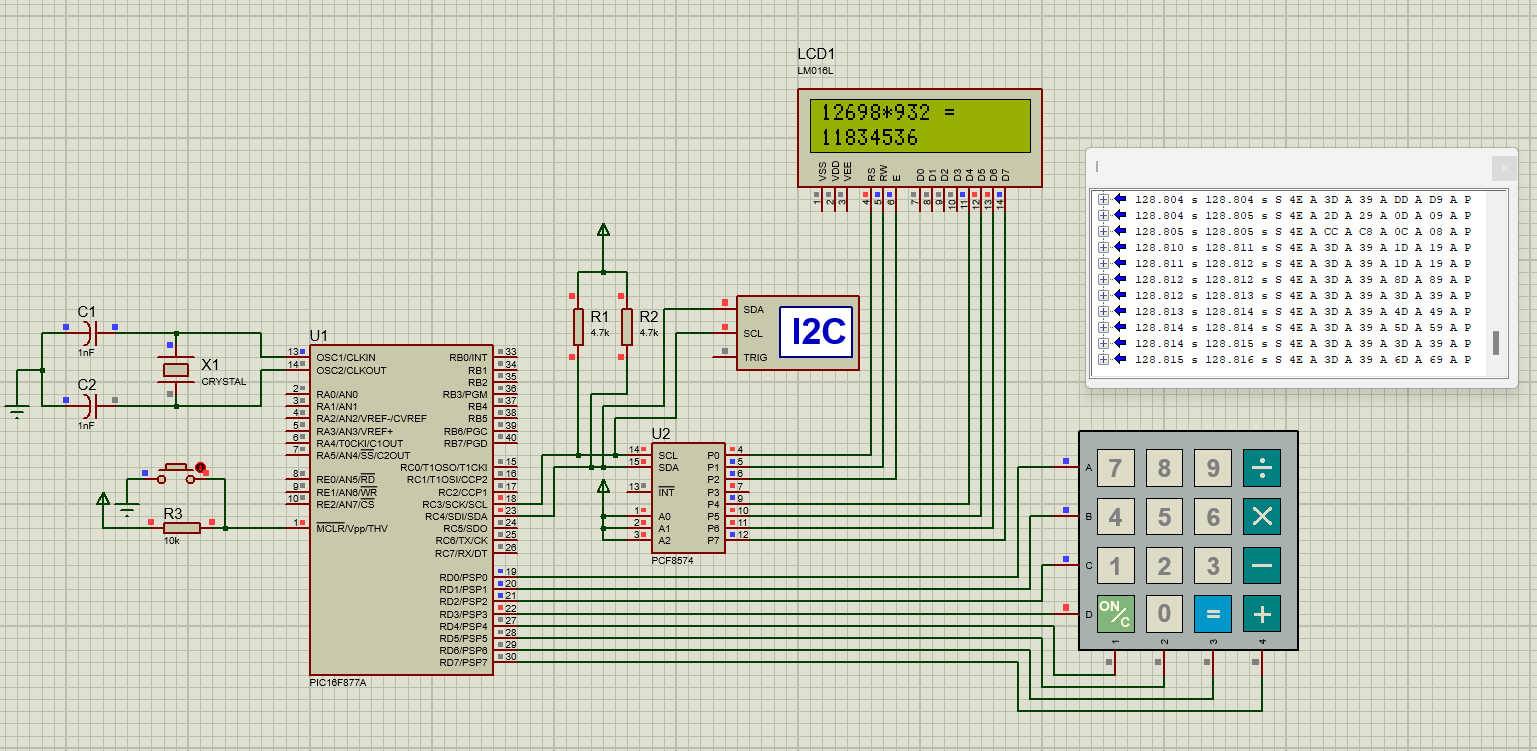 LCD1
LM016L
12698*932 =
11834536
VSS
VDD
VEE
RS
RW
E
D0
D1
D2
D3
D4
D5
D6
D7
1
2
3
4
5
6
7
8
9
10
11
12
13
14
128.804 s 128.804 s S 4E A 3D A 39 A DD A D9 A P
128.804 s 128.805 s S 4E A 2D A 29 A 0D A 09 A P
128.805 s 128.805 s S 4E A CC A C8 A 0C A 08 A P
128.810 s 128.811 s S 4E A 3D A 39 A 1D A 19 A P
128.811 s 128.812 s S 4E A 3D A 39 A 1D A 19 A P
128.812 s 128.812 s S 4E A 3D A 39 A 8D A 89 A P
128.812 s 128.813 s S 4E A 3D A 39 A 3D A 39 A P
128.813 s 128.814 s S 4E A 3D A 39 A 4D A 49 A P
128.814 s 128.814 s S 4E A 3D A 39 A 5D A 59 A P
128.814 s 128.815 s S 4E A 3D A 39 A 3D A 39 A P
128.815 s 128.816 s S 4E A 3D A 39 A 6D A 69 A P
R1
4.7k
R2
4.7k
SDA
SCL
TRIG
I2C
C1
1nF
C2
1nF
X1
CRYSTAL
R3
10k
U1
13 OSC1/CLKIN
14 OSC2/CLKOUT
2 RA0/AN0
3 RA1/AN1
4 RA2/AN2/VREF-/CVREF
5 RA3/AN3/VREF+
6 RA4/T0CKI/C1OUT
7 RA5/AN4/SS/C2OUT
8 RE0/AN5/RD
9 RE1/AN6/WR
10 RE2/AN7/CS
1 MCLR/Vpp/THV
RB0/INT 33
RB1 34
RB2 35
RB3/PGM 36
RB4 37
RB5 38
RB6/PGC 39
RB7/PGD 40
RC0/T1OSO/T1CKI 15
RC1/T1OSI/CCP2 16
RC2/CCP1 17
RC3/SCK/SCL 18
RC4/SDI/SDA 23
RC5/SDO 24
RC6/TX/CK 25
RC7/RX/DT 26
RD0/PSP0 19
RD1/PSP1 20
RD2/PSP2 21
RD3/PSP3 22
RD4/PSP4 27
RD5/PSP5 28
RD6/PSP6 29
RD7/PSP7 30
PIC16F877A
U2
14 SCL P0 4
15 SDA P1 5
P2 6
13 INT P3 7
P4 9
1 A0 P5 10
2 A1 P6 11
3 A2 P7 12
PCF8574
A 7 8 9 ÷
B 4 5 6 ×
C 1 2 3 −
D ON/C 0 = +
1 2 3 4